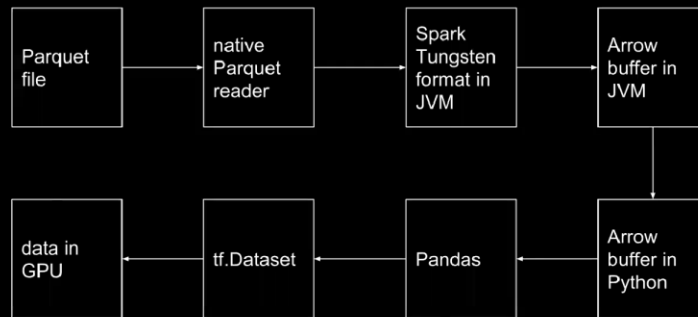 Parquet
file
native
Parquet
reader
Spark
Tungsten
format in
JVM
Arrow
buffer in
JVM
data in
GPU
tf.Dataset
Pandas
Arrow
buffer in
Python